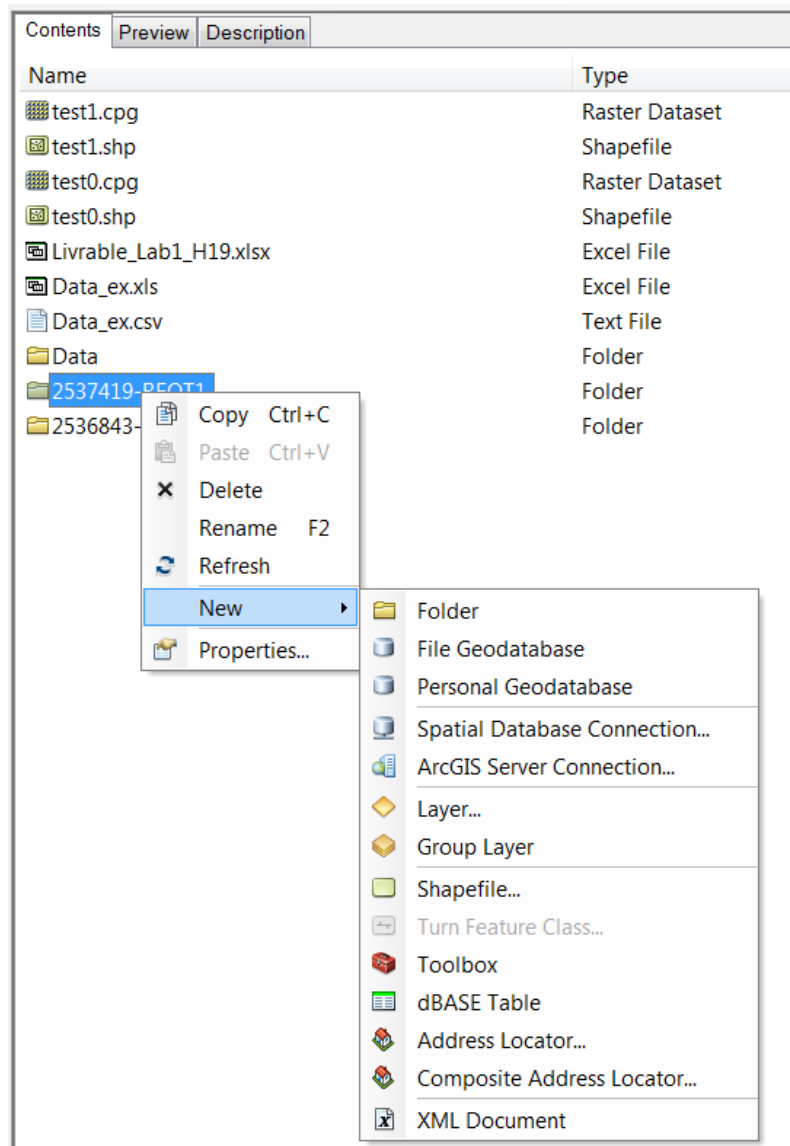 Contents Preview Description
Name Type
test1.cpg Raster Dataset
test1.shp Shapefile
test0.cpg Raster Dataset
test0.shp Shapefile
Livrable_Lab1_H19.xlsx Excel File
Data_ex.xls Excel File
Data_ex.csv Text File
Data Folder
2537419-REQT1 Folder
2536843- Folder
Copy Ctrl+C
Paste Ctrl+V
Delete
Rename F2
Refresh
New
Properties...
Folder
File Geodatabase
Personal Geodatabase
Spatial Database Connection...
ArcGIS Server Connection...
Layer...
Group Layer
Shapefile...
Turn Feature Class...
Toolbox
dBASE Table
Address Locator...
Composite Address Locator...
XML Document